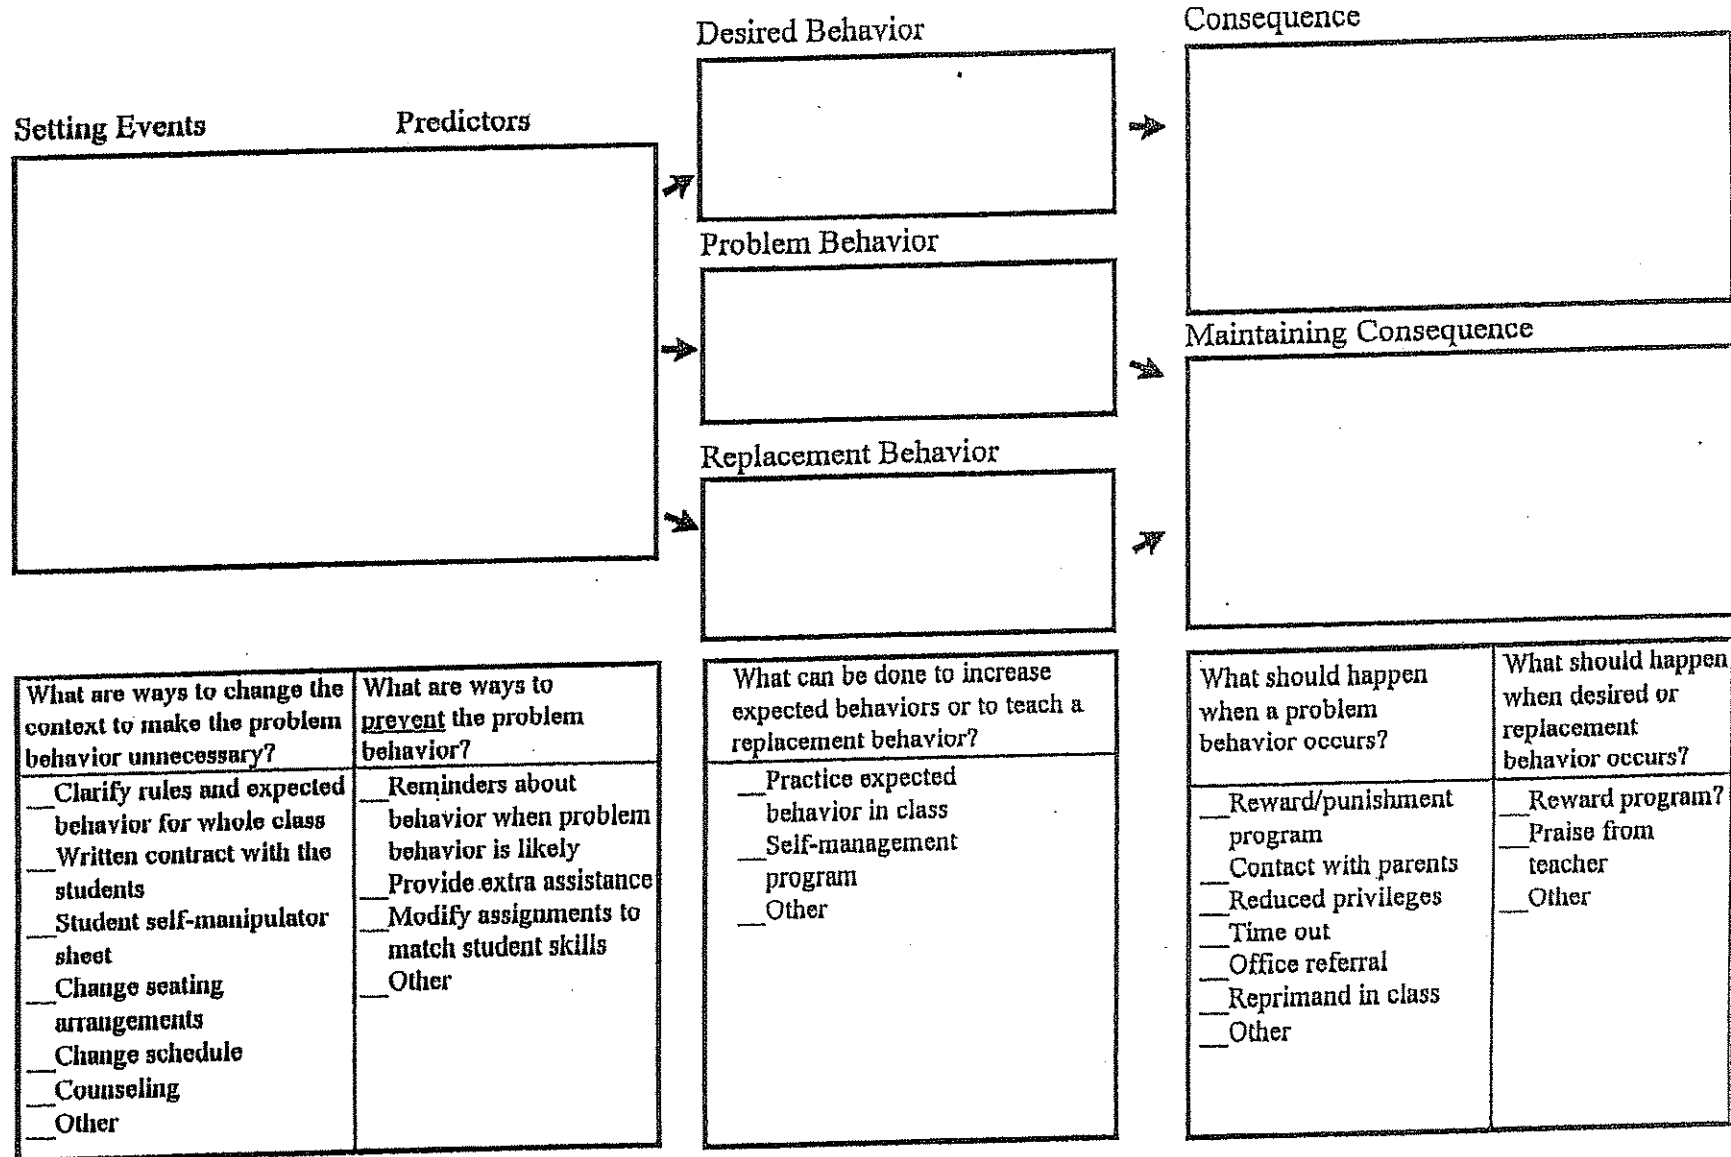 Desired Behavior
Consequence
Setting Events
Predictors
Problem Behavior
Maintaining Consequence
Replacement Behavior
What are ways to change the
context to make the problem
behavior unnecessary?
__Clarify rules and expected
behavior for whole class
__Written contract with the
students
__Student self-manipulator
sheet
__Change seating
arrangements
__Change schedule
__Counseling
__Other
What are ways to
prevent the problem
behavior?
__Reminders about
behavior when problem
behavior is likely
__Provide extra assistance
__Modify assignments to
match student skills
__Other
What can be done to increase
expected behaviors or to teach a
replacement behavior?
__Practice expected
behavior in class
__Self-management
program
__Other
What should happen
when a problem
behavior occurs?
__Reward/punishment
program
__Contact with parents
__Reduced privileges
__Time out
__Office referral
__Reprimand in class
__Other
What should happen
when desired or
replacement
behavior occurs?
__Reward program?
__Praise from
teacher
__Other